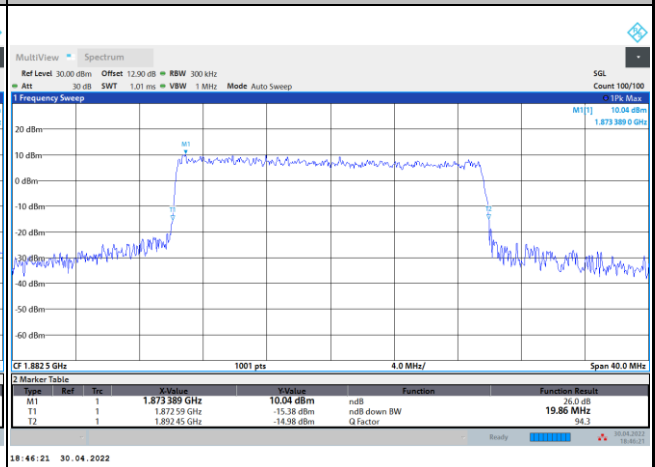 MultiView Spectrum
Ref Level 30.00 dBm Offset 12.90 dB RBW 300 kHz SGL
Att 30 dB SWT 1.01 ms VBW 1 MHz Mode Auto Sweep Count 100/100
1 Frequency Sweep 1Pk Max
M1[1] 10.04 dBm
1.873 389 0 GHz
20 dBm
M1
10 dBm
0 dBm
-10 dBm
T1 T2
-20 dBm
-30 dBm
-40 dBm
-50 dBm
-60 dBm
CF 1.882 5 GHz 1001 pts 4.0 MHz/ Span 40.0 MHz
2 Marker Table
Type Ref Trc X-Value Y-Value Function Function Result
M1 1 1.873 389 GHz 10.04 dBm ndB 26.0 dB
T1 1 1.872 59 GHz -15.38 dBm ndB down BW 19.86 MHz
T2 1 1.892 45 GHz -14.98 dBm Q Factor 94.3
Ready 30.04.2022
18:46:21
18:46:21 30.04.2022